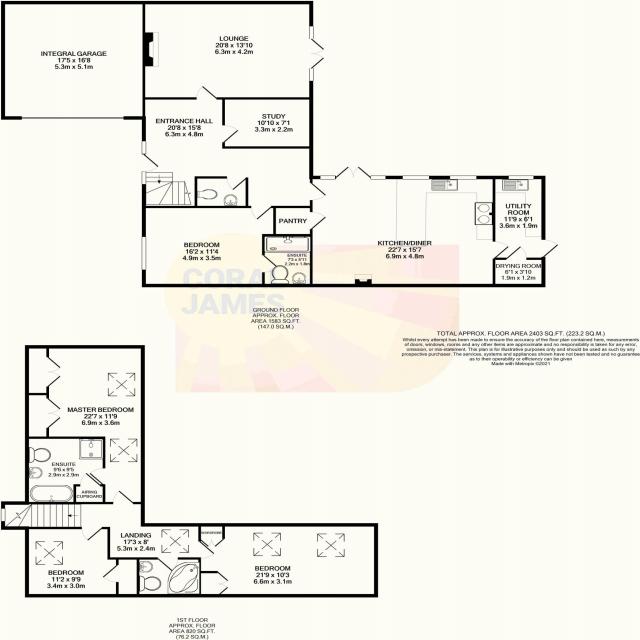 INTEGRAL GARAGE
17'5 x 16'8
5.3m x 5.1m
LOUNGE
20'8 x 13'10
6.3m x 4.2m
ENTRANCE HALL
20'8 x 15'8
6.3m x 4.8m
STUDY
10'10 x 7'1
3.3m x 2.2m
PANTRY
BEDROOM
16'2 x 11'4
4.9m x 3.5m
ENSUITE
7'3 x 5'11
2.2m x 1.8m
KITCHEN/DINER
22'7 x 15'7
6.9m x 4.8m
UTILITY
ROOM
11'9 x 6'1
3.6m x 1.9m
DRYING ROOM
6'1 x 3'10
1.9m x 1.2m
JAMES
GROUND FLOOR
APPROX. FLOOR
AREA 1583 SQ.FT.
(147.0 SQ.M.)
TOTAL APPROX. FLOOR AREA 2403 SQ.FT. (223.2 SQ.M.)
Whilst every attempt has been made to ensure the accuracy of the floor plan contained here, measurements
of doors, windows, rooms and any other items are approximate and no responsibility is taken for any error,
omission, or mis-statement. This plan is for illustrative purposes only and should be used as such by any
prospective purchaser. The services, systems and appliances shown have not been tested and no guarantee
as to their operability or efficiency can be given
Made with Metropix ©2021
MASTER BEDROOM
22'7 x 11'9
6.9m x 3.6m
ENSUITE
9'6 x 9'5
2.9m x 2.9m
AIRING
CUPBOARD
LANDING
17'3 x 8'
5.3m x 2.4m
BEDROOM
11'2 x 9'9
3.4m x 3.0m
BEDROOM
21'9 x 10'3
6.6m x 3.1m
1ST FLOOR
APPROX. FLOOR
AREA 820 SQ.FT.
(76.2 SQ.M.)